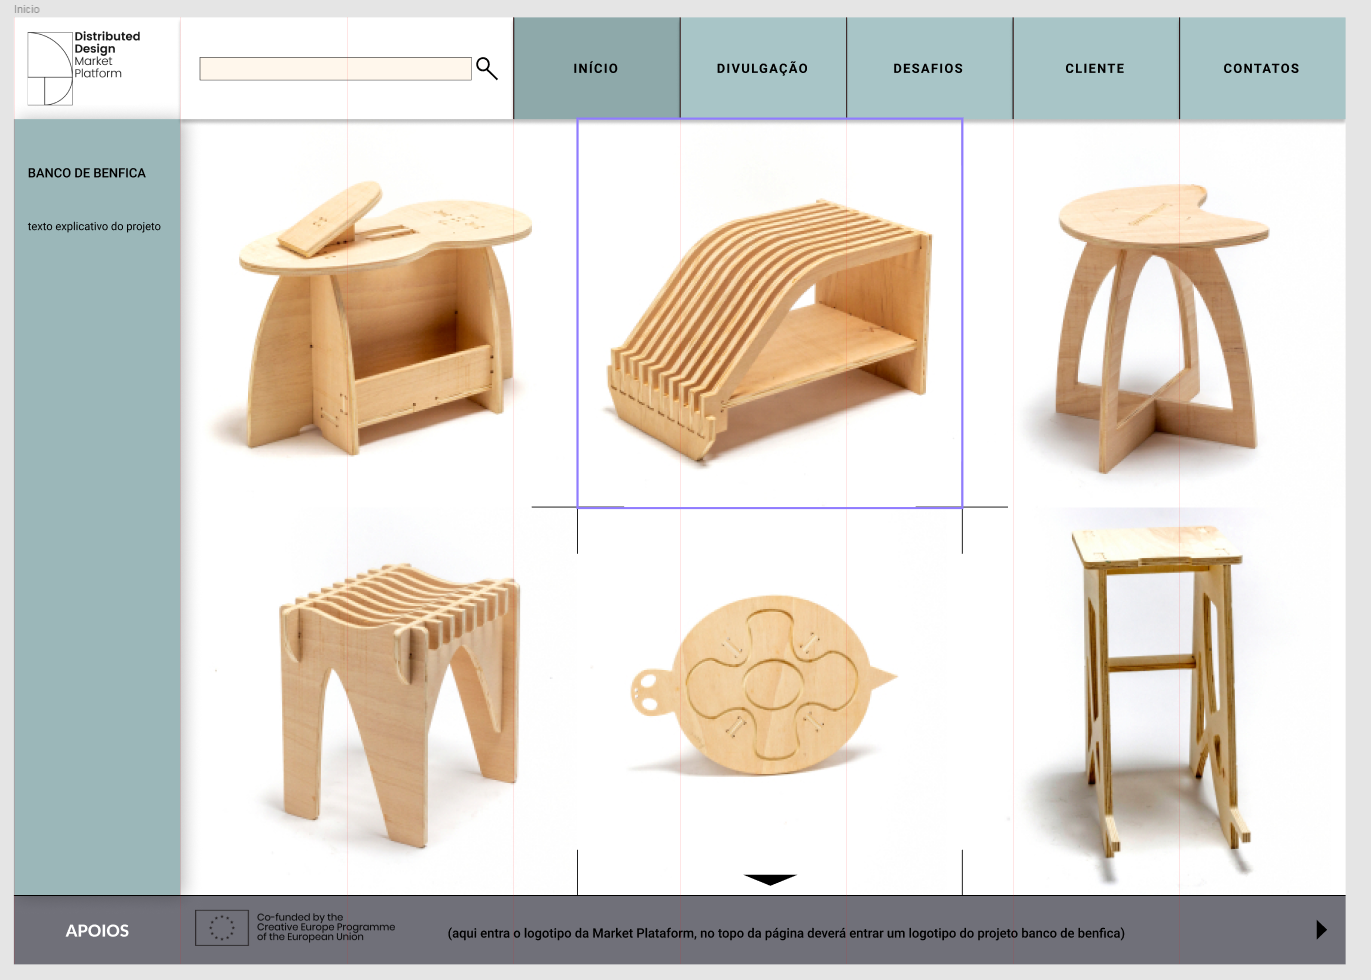 Inicio
Distributed
Design
Market
Platform
INÍCIO
DIVULGAÇÃO
DESAFIOS
CLIENTE
CONTATOS
BANCO DE BENFICA
texto explicativo do projeto
APOIOS
Co-funded by the
Creative Europe Programme
of the European Union
(aqui entra o logotipo da Market Plataform, no topo da página deverá entrar um logotipo do projeto banco de benfica)